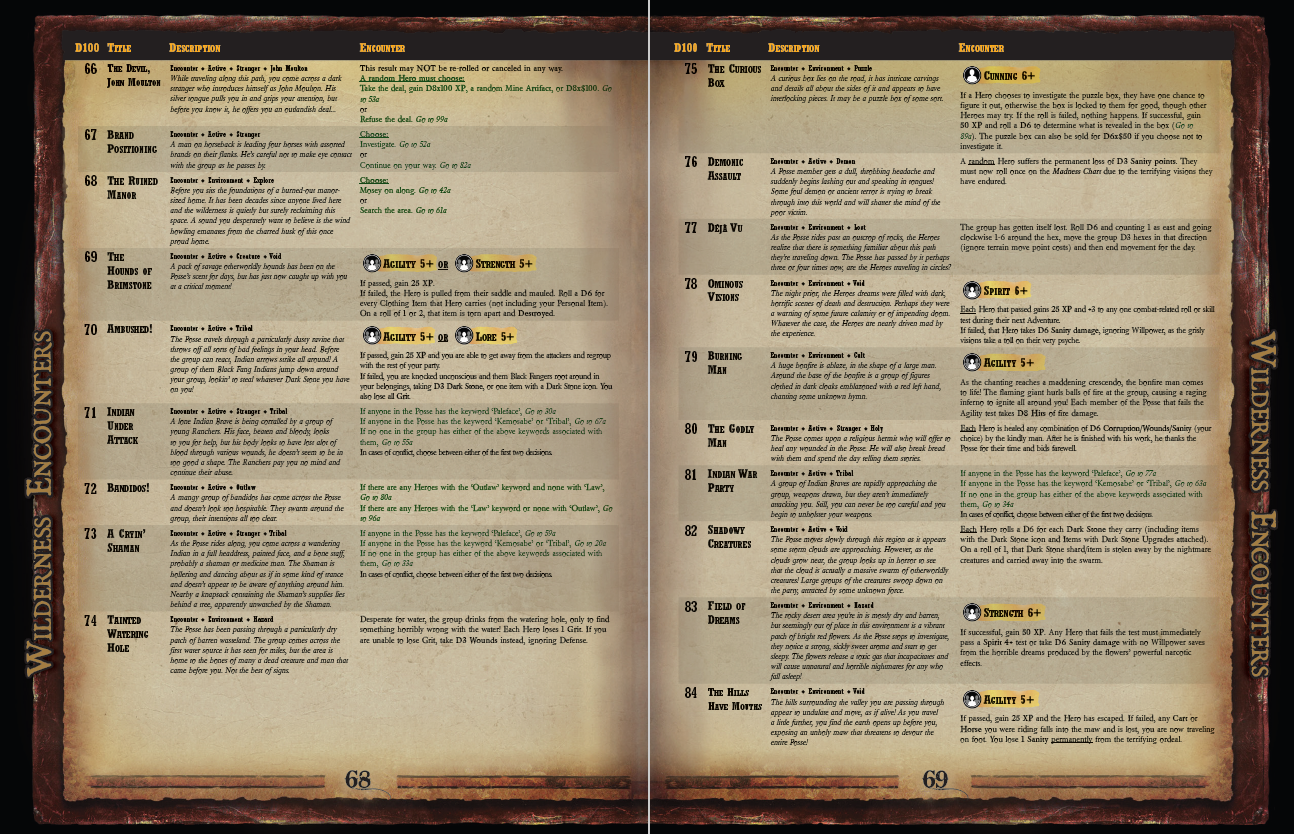 D100 Title Description Encounter
66 The Devil, John Moulton
Encounter • Active • Stranger • John Moulton
While traveling along this path, you come across a dark
stranger who introduces himself as John Moulton. His
silver tongue pulls you in and grips your attention, but
before you know it, he offers you an outlandish deal...
This result may NOT be re-rolled or canceled in any way.
A random Hero must choose:
Take the deal, gain D8x100 XP, a random Mine Artifact, or D8x$100. Go
to 53a
or
Refuse the deal. Go to 99a
67 Brand Positioning
Encounter • Active • Stranger
A man on horseback is leading four horses with assorted
brands on their flanks. He's careful not to make eye contact
with the group as he passes by.
Choose:
Investigate. Go to 52a
or
Continue on your way. Go to 82a
68 The Ruined Manor
Encounter • Environment • Explore
Before you sits the foundations of a burned-out manor-
sized home. It has been decades since anyone lived here
and the wilderness is quietly but surely reclaiming this
space. A sound you desperately want to believe is the wind
howling emanates from the charred husk of this once
proud home.
Choose:
Mosey on along. Go to 42a
or
Search the area. Go to 61a
69 The Hounds of Brimstone
Encounter • Active • Creature • Void
A pack of savage otherworldly hounds has been on the
Posse's scent for days, but has just now caught up with you
at a critical moment!
Agility 5+ or Strength 5+
If passed, gain 25 XP.
If failed, the Hero is pulled from their saddle and mauled. Roll a D6 for
every Clothing Item that Hero carries (not including your Personal Item).
On a roll of 1 or 2, that item is torn apart and Destroyed.
70 Ambushed!
Encounter • Active • Tribal
The Posse travels through a particularly dusty ravine that
throws off all sorts of bad feelings in your head. Before
the group can react, Indian arrows strike all around! A
group of them Black Fang Indians jump down around
your group, lookin' to steal whatever Dark Stone you have
on you!
Agility 5+ or Lore 5+
If passed, gain 25 XP and you are able to get away from the attackers and regroup
with the rest of your party.
If failed, you are knocked unconscious and them Black Fangers root around in
your belongings, taking D3 Dark Stone, or one item with a Dark Stone icon. You
also lose all Grit.
71 Indian Under Attack
Encounter • Active • Stranger • Tribal
A lone Indian Brave is being corralled by a group of
young Ranchers. His face, beaten and bloody, looks
to you for help, but his body looks to have less alot of
blood through various wounds, he doesn't seem to be in
too good a shape. The Ranchers pay you no mind and
continue their abuse.
If anyone in the Posse has the keyword 'Paleface', Go to 30a
If anyone in the Posse has the keyword 'Kemosabe' or 'Tribal', Go to 67a
If no one in the group has either of the above keywords associated with
them, Go to 55a
In cases of conflict, choose between either of the first two decisions.
72 Bandidos!
Encounter • Active • Outlaw
A mangy group of bandidos has come across the Posse
and doesn't look too hospitable. They swarm around the
group, their intentions all too clear.
If there are any Heroes with the 'Outlaw' keyword and none with 'Law',
Go to 80a
If there are any Heroes with the 'Law' keyword or none with 'Outlaw', Go
to 96a
73 A Cryin' Shaman
Encounter • Active • Stranger • Tribal
As the Posse rides along, you come across a wandering
Indian in a full headdress, painted face, and a bone staff,
probably a shaman or medicine man. The Shaman is
hollering and dancing about as if in some kind of trance
and doesn't appear to be aware of anything around him.
Nearby a knapsack containing the Shaman's supplies lies
behind a tree, apparently unwatched by the Shaman.
If anyone in the Posse has the keyword 'Paleface', Go to 59a
If anyone in the Posse has the keyword 'Kemosabe' or 'Tribal', Go to 20a
If no one in the group has either of the above keywords associated with
them, Go to 33a
In cases of conflict, choose between either of the first two decisions.
74 Tainted Watering Hole
Encounter • Environment • Hazard
The Posse has been passing through a particularly dry
patch of barren wasteland. The group comes across the
first water source it has seen for miles, but the area is
home to the bones of many a dead creature and man that
came before you. Not the best of signs.
Desperate for water, the group drinks from the watering hole, only to find
something horribly wrong with the water! Each Hero loses 1 Grit. If you
are unable to lose Grit, take D3 Wounds instead, ignoring Defense.
Wilderness Encounters
68
D100 Title Description Encounter
75 The Curious Box
Encounter • Environment • Puzzle
A curious box lies on the road, it has intricate carvings
and details all about the sides of it and appears to have
interlocking pieces. It may be a puzzle box of some sort.
Cunning 6+
If a Hero chooses to investigate the puzzle box, they have one chance to
figure it out, otherwise the box is locked to them for good, though other
Heroes may try. If the roll is failed, nothing happens. If successful, gain
50 XP and roll a D6 to determine what is revealed in the box (Go to
89a). The puzzle box can also be sold for D6x$50 if you choose not to
investigate it.
76 Demonic Assault
Encounter • Active • Demon
A Posse member gets a dull, throbbing headache and
suddenly begins lashing out and speaking in tongues!
Some foul demon or ancient terror is trying to break
through into this world and will shatter the mind of the
poor victim.
A random Hero suffers the permanent loss of D3 Sanity points. They
must now roll once on the Madness Chart due to the terrifying visions they
have endured.
77 Deja Vu
Encounter • Environment • Lost
As the Posse rides pas an outcrop of rocks, the Heroes
realize that there is something familiar about this path
they're traveling down. The Posse has passed by it perhaps
three or four times now, are the Heroes traveling in circles?
The group has gotten itself lost. Roll D6 and counting 1 as east and going
clockwise 1-6 around the hex, move the group D3 hexes in that direction
(ignore terrain move point costs) and then end movement for the day.
78 Ominous Visions
Encounter • Environment • Void
The night prior, the Heroes dreams were filled with dark,
horrific scenes of death and destruction. Perhaps they were
a warning of some future calamity or of impending doom.
Whatever the case, the Heroes are nearly driven mad by
the experience.
Spirit 6+
Each Hero that passed gains 25 XP and +3 to any one combat-related roll or skill
test during their next Adventure.
If failed, that Hero takes D6 Sanity damage, ignoring Willpower, as the grisly
visions take a toll on their very psyche.
79 Burning Man
Encounter • Environment • Cult
A huge bonfire is ablaze, in the shape of a large man.
Around the base of the bonfire is a group of figures
clothed in dark cloaks emblazoned with a red left hand,
chanting some unknown hymn.
Agility 5+
As the chanting reaches a maddening crescendo, the bonfire man comes
to life! The flaming giant hurls balls of fire at the group, causing a raging
inferno to ignite all around you! Each member of the Posse that fails the
Agility test takes D8 Hits of fire damage.
80 The Godly Man
Encounter • Active • Stranger • Holy
The Posse comes upon a religious hermit who will offer to
heal any wounded in the Posse. He will also break bread
with them and spend the day telling them stories.
Each Hero is healed any combination of D6 Corruption/Wounds/Sanity (your
choice) by the kindly man. After he is finished with his work, he thanks the
Posse for their time and bids farewell.
81 Indian War Party
Encounter • Active • Tribal
A group of Indian Braves are rapidly approaching the
group, weapons drawn, but they aren't immediately
attacking you. Still, you can never be too careful and you
begin to unholster your weapons.
If anyone in the Posse has the keyword 'Paleface', Go to 77a
If anyone in the Posse has the keyword 'Kemosabe' or 'Tribal', Go to 63a
If no one in the group has either of the above keywords associated with
them, Go to 34a
In cases of conflict, choose between either of the first two decisions.
82 Shadowy Creatures
Encounter • Active • Void
The Posse moves slowly through this region as it appears
some storm clouds are approaching. However, as the
clouds grow near, the group looks up in horror to see
that the cloud is actually a massive swarm of otherworldly
creatures! Large groups of the creatures swoop down on
the party, attracted by some unknown force.
Each Hero rolls a D6 for each Dark Stone they carry (including items
with the Dark Stone icon and Items with Dark Stone Upgrades attached).
On a roll of 1, that Dark Stone shard/item is stolen away by the nightmare
creatures and carried away into the swarm.
83 Field of Dreams
Encounter • Environment • Hazard
The rocky desert area you're in is mostly dry and barren,
but seemingly out of place in this environment is a vibrant
patch of bright red flowers. As the Posse stops to investigate,
they notice a strong, sickly sweet aroma and start to get
sleepy. The flowers release a toxic gas that incapacitates and
will cause unnatural and horrible nightmares for any who
fall asleep!
Strength 6+
If successful, gain 50 XP. Any Hero that fails the test must immediately
pass a Spirit 4+ test or take D6 Sanity damage with no Willpower saves
from the horrible dreams produced by the flowers' powerful narcotic
effects.
84 The Hills Have Mouths
Encounter • Environment • Void
The hills surrounding the valley you are passing through
appear to undulate and move, as if alive! As you travel
a little further, you find the earth opens up before you,
exposing an unholy maw that threatens to devour the
entire Posse!
Agility 5+
If passed, gain 25 XP and the Hero has escaped. If failed, any Cart or
Horse you were riding falls into the maw and is lost, you are now traveling
on foot. You lose 1 Sanity permanently from the terrifying ordeal.
Wilderness Encounters
69